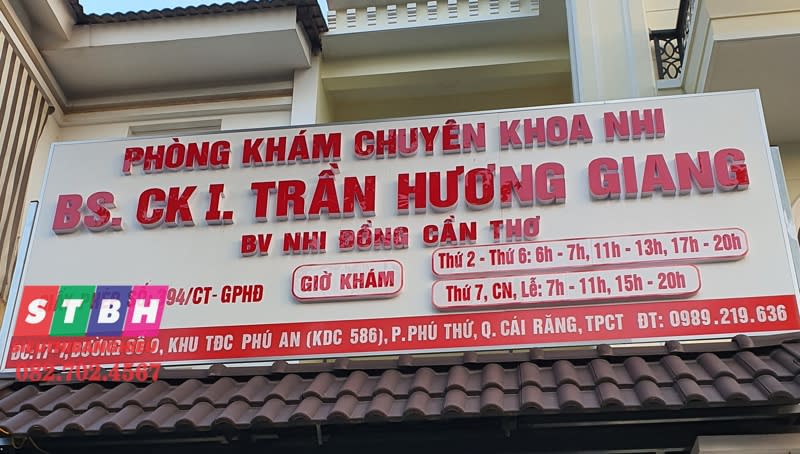 PHÒNG KHÁM CHUYÊN KHOA NHI
BS. CK I. TRẦN HƯƠNG GIANG
BV NHI ĐỒNG CẦN THƠ
GIỜ KHÁM
Thứ 2 - Thứ 6: 6h - 7h, 11h - 13h, 17h - 20h
Thứ 7, CN, Lễ: 7h - 11h, 15h - 20h
94/CT- GPHĐ
STBH
KHU TĐC PHÚ AN (KDC 586), P.PHÚ THỨ, Q. CÁI RĂNG, TPCT ĐT: 0989.219.636
082.702.4567